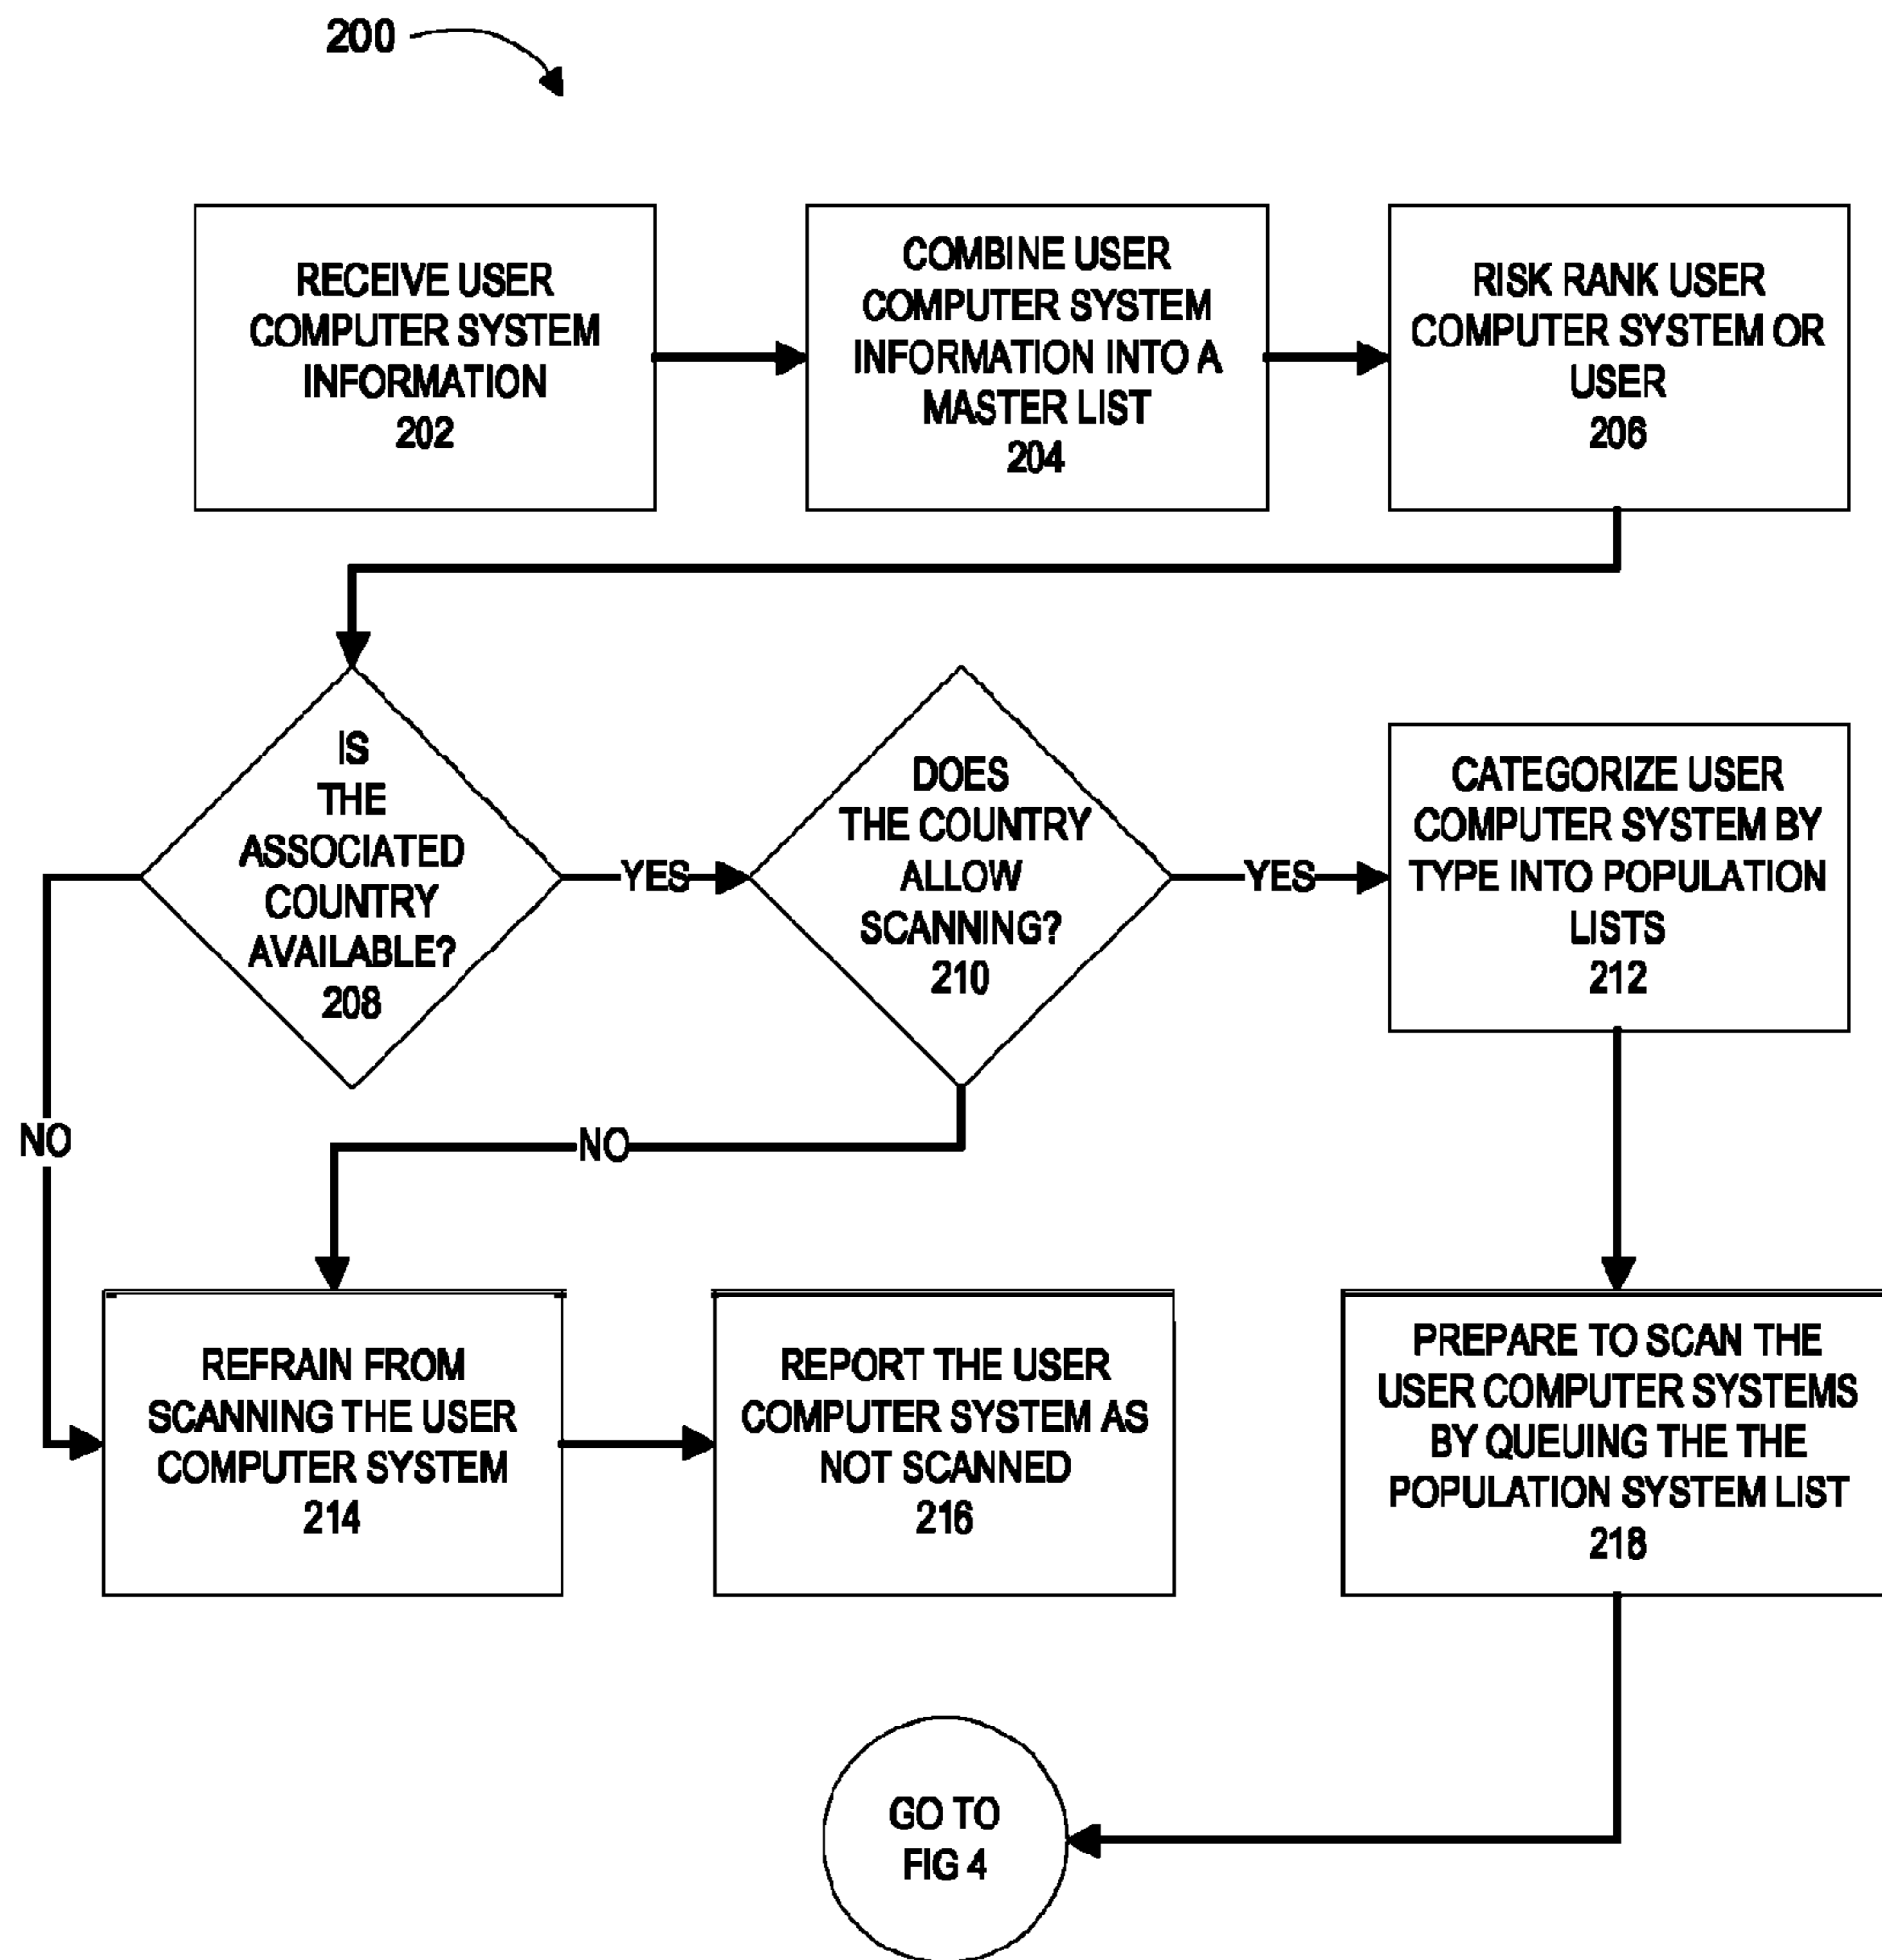 200
RECEIVE USER
COMPUTER SYSTEM
INFORMATION
202
COMBINE USER
COMPUTER SYSTEM
INFORMATION INTO A
MASTER LIST
204
RISK RANK USER
COMPUTER SYSTEM OR
USER
206
IS
THE
ASSOCIATED
COUNTRY
AVAILABLE?
208
YES
DOES
THE COUNTRY
ALLOW
SCANNING?
210
YES
CATEGORIZE USER
COMPUTER SYSTEM BY
TYPE INTO POPULATION
LISTS
212
NO
NO
REFRAIN FROM
SCANNING THE USER
COMPUTER SYSTEM
214
REPORT THE USER
COMPUTER SYSTEM AS
NOT SCANNED
216
PREPARE TO SCAN THE
USER COMPUTER SYSTEMS
BY QUEUING THE THE
POPULATION SYSTEM LIST
218
GO TO
FIG 4